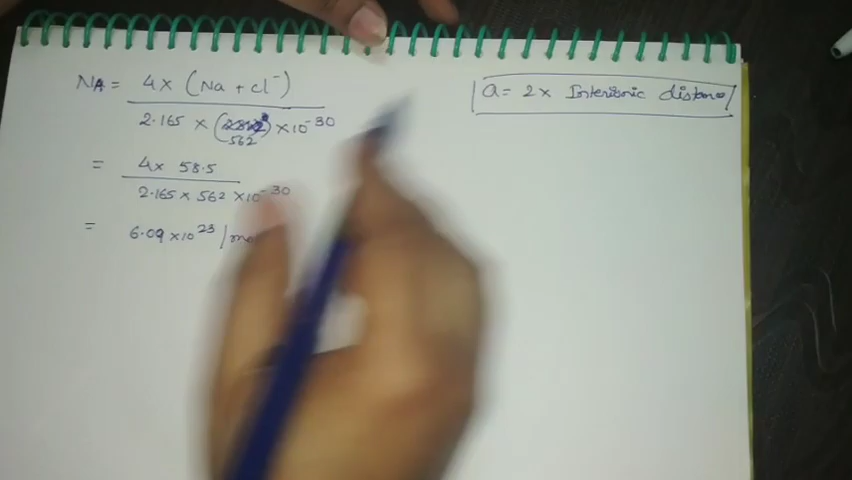 NA = 4 × (Na + cl⁻)
2.165 × ( )³ × 10⁻³⁰
562
= 4 × 58.5
2.165 × 562 × 10⁻³⁰
= 6.09 × 10²³ /
a = 2 × Interionic distance